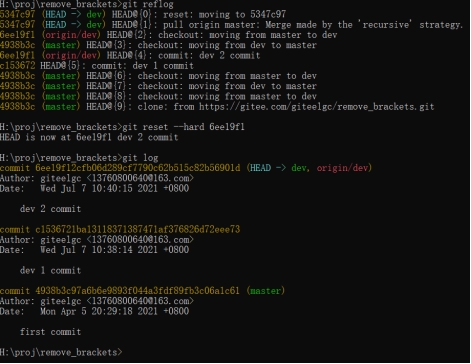 H:\proj\remove_brackets>git reflog
5347c97 (HEAD -> dev) HEAD@{0}: reset: moving to 5347c97
5347c97 (HEAD -> dev) HEAD@{1}: pull origin master: Merge made by the 'recursive' strategy.
6ee19f1 (origin/dev) HEAD@{2}: checkout: moving from master to dev
4938b3c (master) HEAD@{3}: checkout: moving from dev to master
6ee19f1 (origin/dev) HEAD@{4}: commit: dev 2 commit
c153672 HEAD@{5}: commit: dev 1 commit
4938b3c (master) HEAD@{6}: checkout: moving from master to dev
4938b3c (master) HEAD@{7}: checkout: moving from dev to master
4938b3c (master) HEAD@{8}: checkout: moving from master to dev
4938b3c (master) HEAD@{9}: clone: from https://gitee.com/giteelgc/remove_brackets.git
H:\proj\remove_brackets>git reset --hard 6ee19f1
HEAD is now at 6ee19f1 dev 2 commit
H:\proj\remove_brackets>git log
commit 6ee19f12cfb06d289cf7790c62b515c82b56901d (HEAD -> dev, origin/dev)
Author: giteelgc <13760800640@163.com>
Date: Wed Jul 7 10:40:15 2021 +0800
dev 2 commit
commit c1536721ba13118371387471af376826d72eee73
Author: giteelgc <13760800640@163.com>
Date: Wed Jul 7 10:38:14 2021 +0800
dev 1 commit
commit 4938b3c97a6b6e9893f044a3fdf89fb3c06a1c61 (master)
Author: giteelgc <13760800640@163.com>
Date: Mon Apr 5 20:29:18 2021 +0800
first commit
H:\proj\remove_brackets>